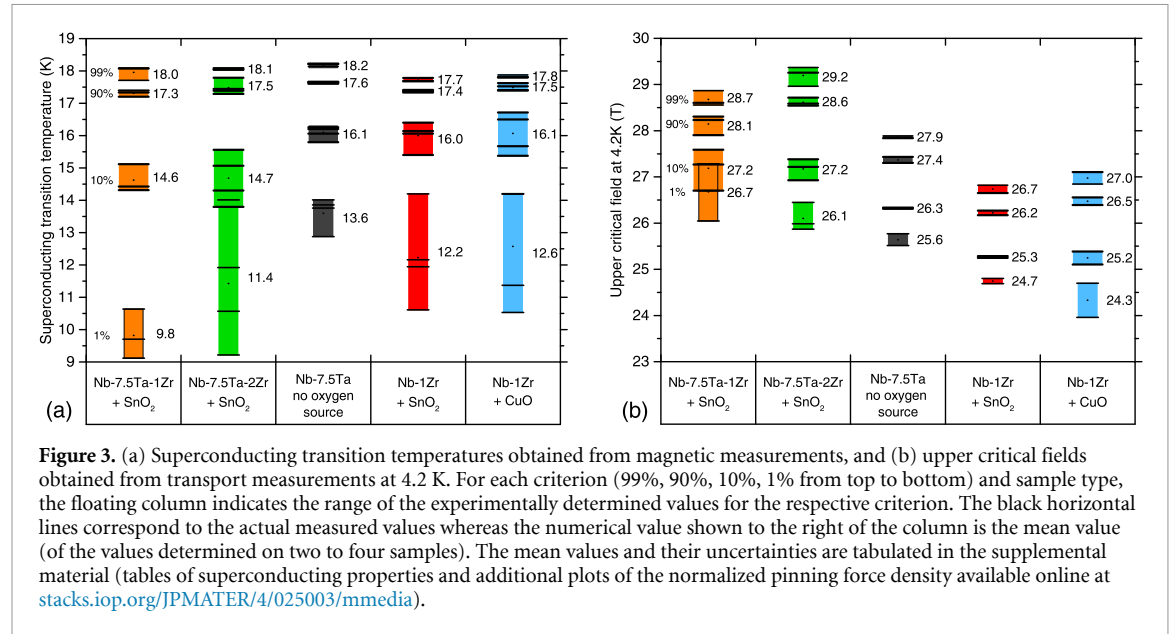 Superconducting transition temperature (K)
19
18
17
16
15
14
13
12
11
10
9
99%
18.0
90%
17.3
10%
14.6
1%
9.8
18.1
17.5
14.7
11.4
18.2
17.6
16.1
13.6
17.7
17.4
16.0
12.2
17.8
17.5
16.1
12.6
(a)
Nb-7.5Ta-1Zr
+ SnO₂
Nb-7.5Ta-2Zr
+ SnO₂
Nb-7.5Ta
no oxygen
source
Nb-1Zr
+ SnO₂
Nb-1Zr
+ CuO
Upper critical field at 4.2K (T)
30
29
28
27
26
25
24
23
99%
28.7
90%
28.1
10%
27.2
1%
26.7
29.2
28.6
27.2
26.1
27.9
27.4
26.3
25.6
26.7
26.2
25.3
24.7
27.0
26.5
25.2
24.3
(b)
Nb-7.5Ta-1Zr
+ SnO₂
Nb-7.5Ta-2Zr
+ SnO₂
Nb-7.5Ta
no oxygen
source
Nb-1Zr
+ SnO₂
Nb-1Zr
+ CuO
Figure 3. (a) Superconducting transition temperatures obtained from magnetic measurements, and (b) upper critical fields
obtained from transport measurements at 4.2 K. For each criterion (99%, 90%, 10%, 1% from top to bottom) and sample type,
the floating column indicates the range of the experimentally determined values for the respective criterion. The black horizontal
lines correspond to the actual measured values whereas the numerical value shown to the right of the column is the mean value
(of the values determined on two to four samples). The mean values and their uncertainties are tabulated in the supplemental
material (tables of superconducting properties and additional plots of the normalized pinning force density available online at
stacks.iop.org/JPMATER/4/025003/mmedia).